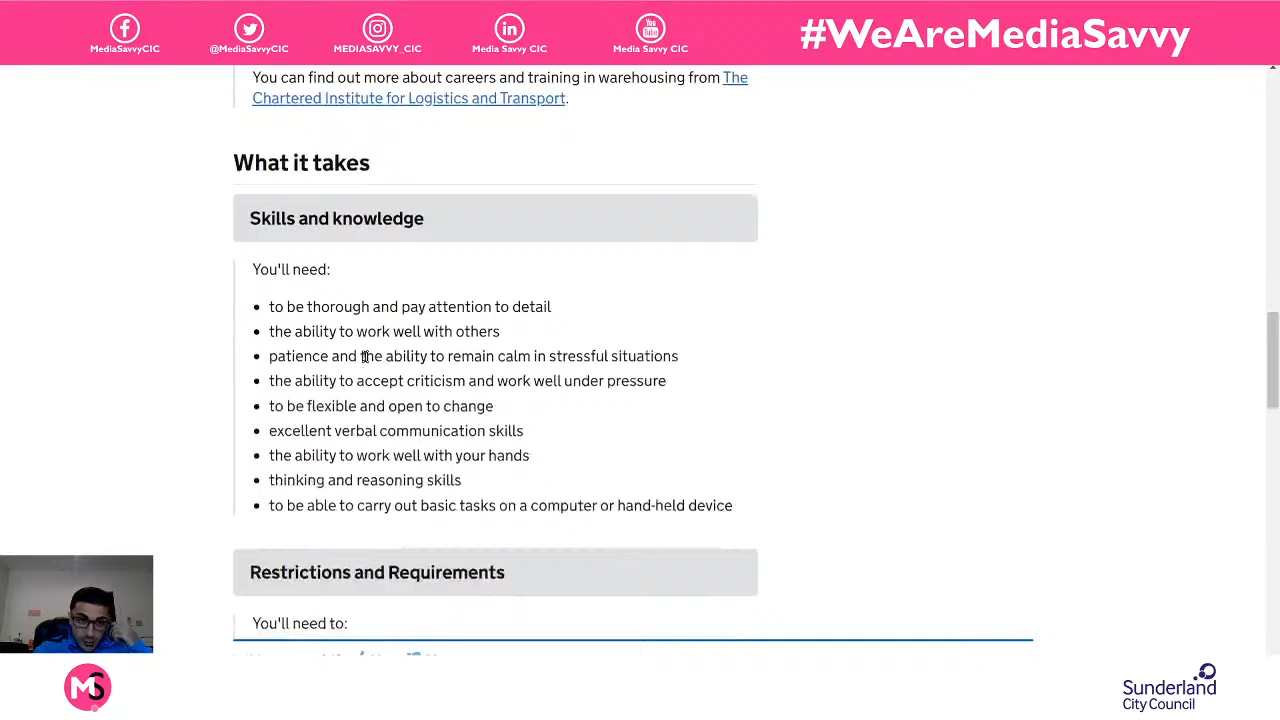 #WeAreMediaSavvy
MediaSavvyCIC
@MediaSavvyCIC
MEDIASAVVY_CIC
Media Savvy CIC
Media Savvy CIC
You can find out more about careers and training in warehousing from The
Chartered Institute for Logistics and Transport.
What it takes
Skills and knowledge
You'll need:
• to be thorough and pay attention to detail
• the ability to work well with others
• patience and the ability to remain calm in stressful situations
• the ability to accept criticism and work well under pressure
• to be flexible and open to change
• excellent verbal communication skills
• the ability to work well with your hands
• thinking and reasoning skills
• to be able to carry out basic tasks on a computer or hand-held device
Restrictions and Requirements
You'll need to:
MS
Sunderland
City Council